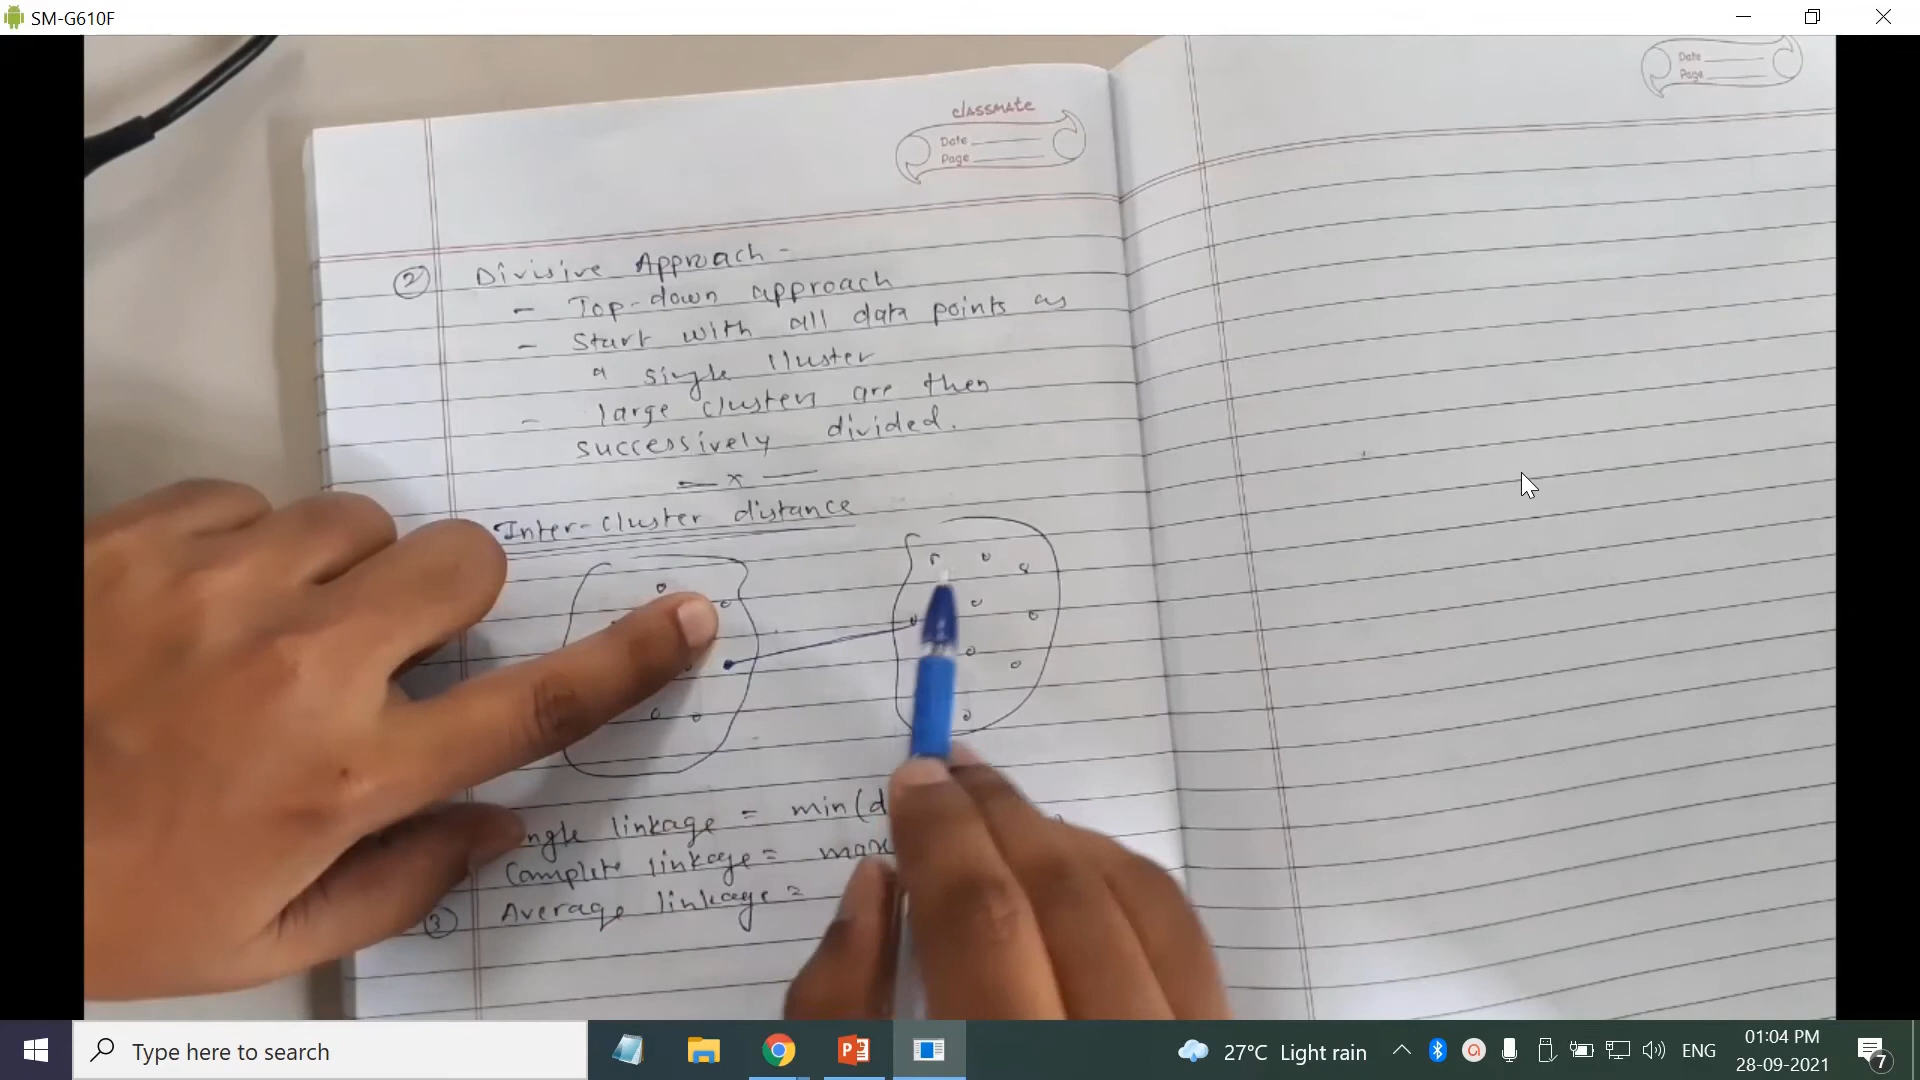 SM-G610F
classmate
Date
Page
Date
Page
② Divisive Approach -
- Top-down approach
- Start with all data points as
a single cluster
- large clusters are then
successively divided.
x
Inter-cluster distance
linkage = min(d
Complete linkage = max
③ Average linkage =
Type here to search
27°C Light rain
ENG
01:04 PM
28-09-2021
7